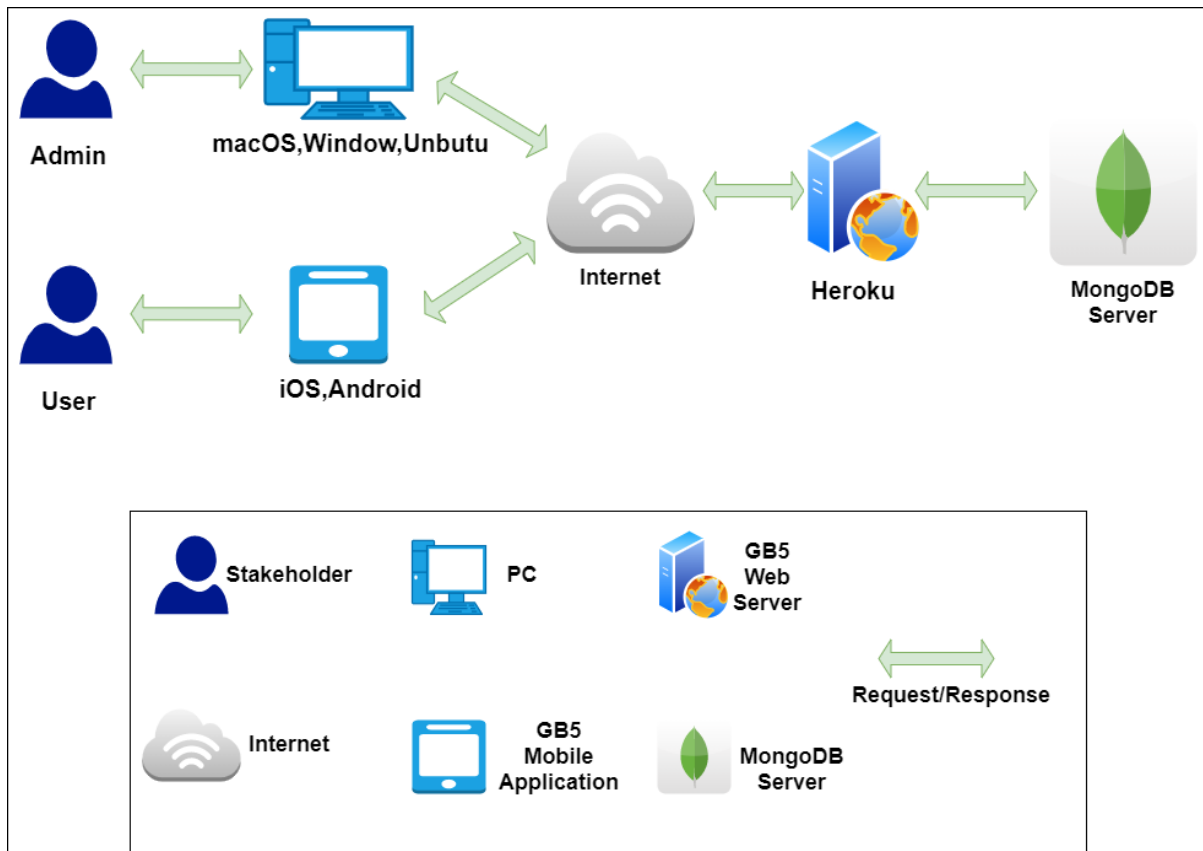 Admin
macOS,Window,Unbutu
Internet
Heroku
MongoDB
Server
User
iOS,Android
Stakeholder
PC
GB5
Web
Server
Request/Response
Internet
GB5
Mobile
Application
MongoDB
Server